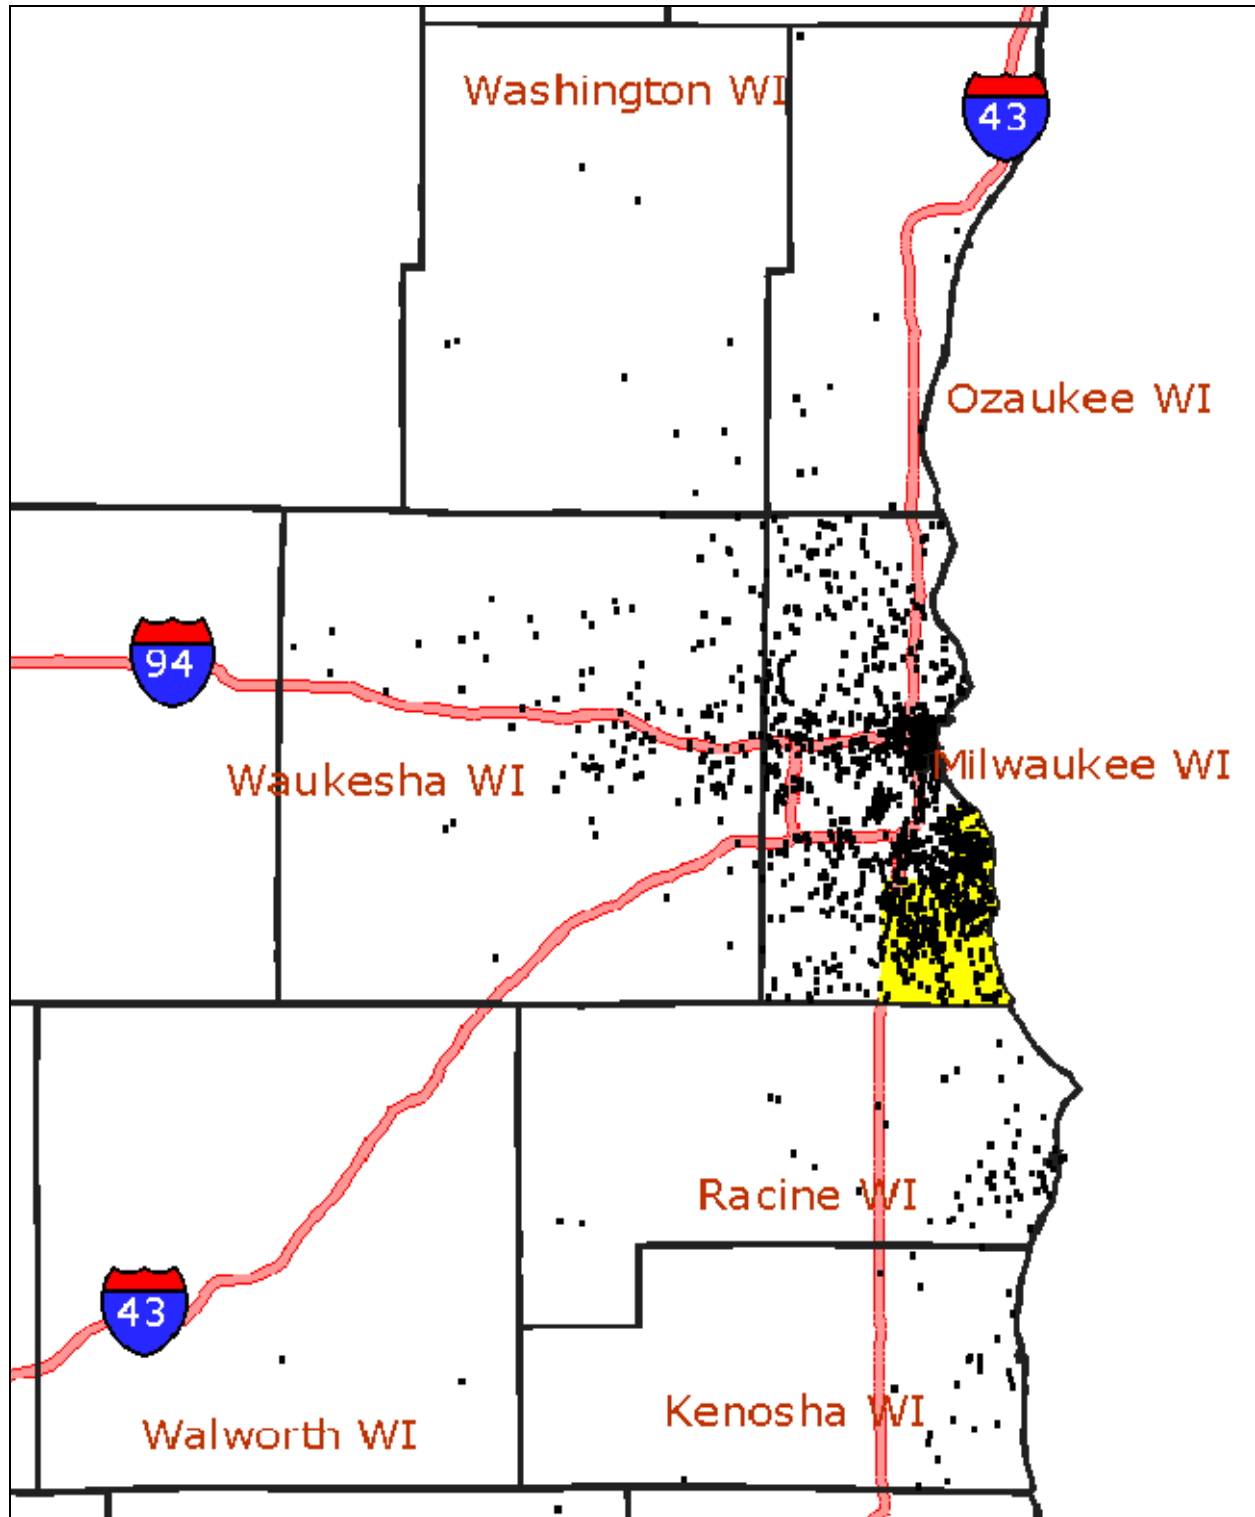 Washington WI
43
Ozaukee WI
94
Waukesha WI
Milwaukee WI
Racine WI
43
Kenosha WI
Walworth WI